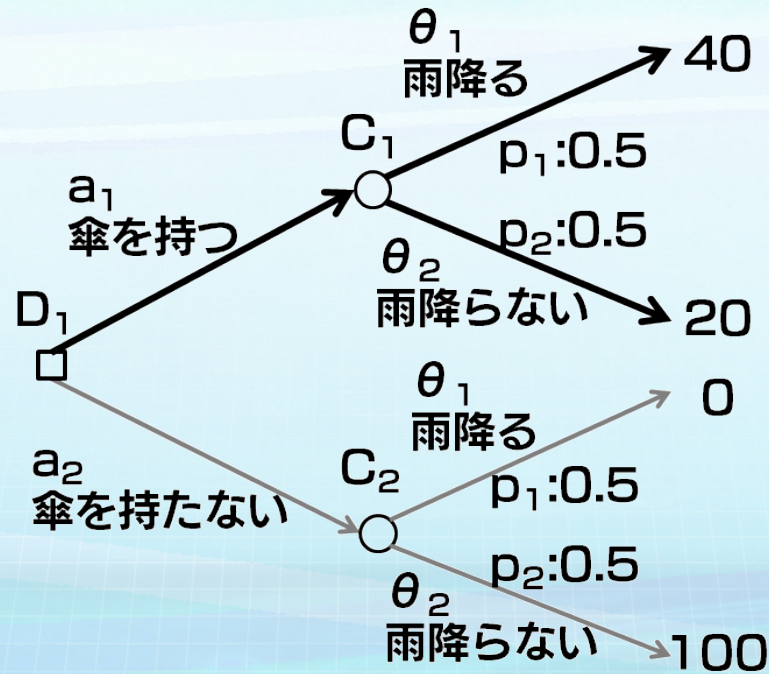 θ1
雨降る
40
C1
p1:0.5
a1
傘を持つ
p2:0.5
θ2
雨降らない
20
D1
θ1
雨降る
0
a2
傘を持たない
C2
p1:0.5
p2:0.5
θ2
雨降らない
100